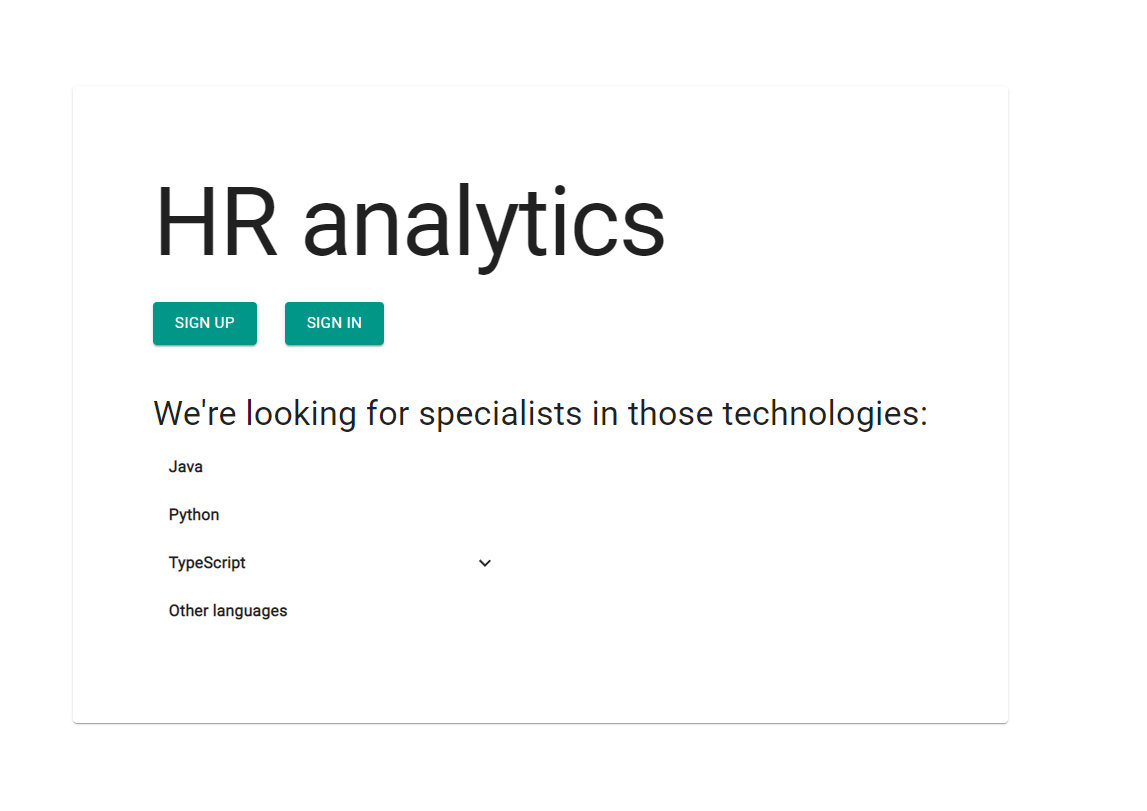 HR analytics
SIGN UP SIGN IN
We're looking for specialists in those technologies:
Java
Python
TypeScript
Other languages